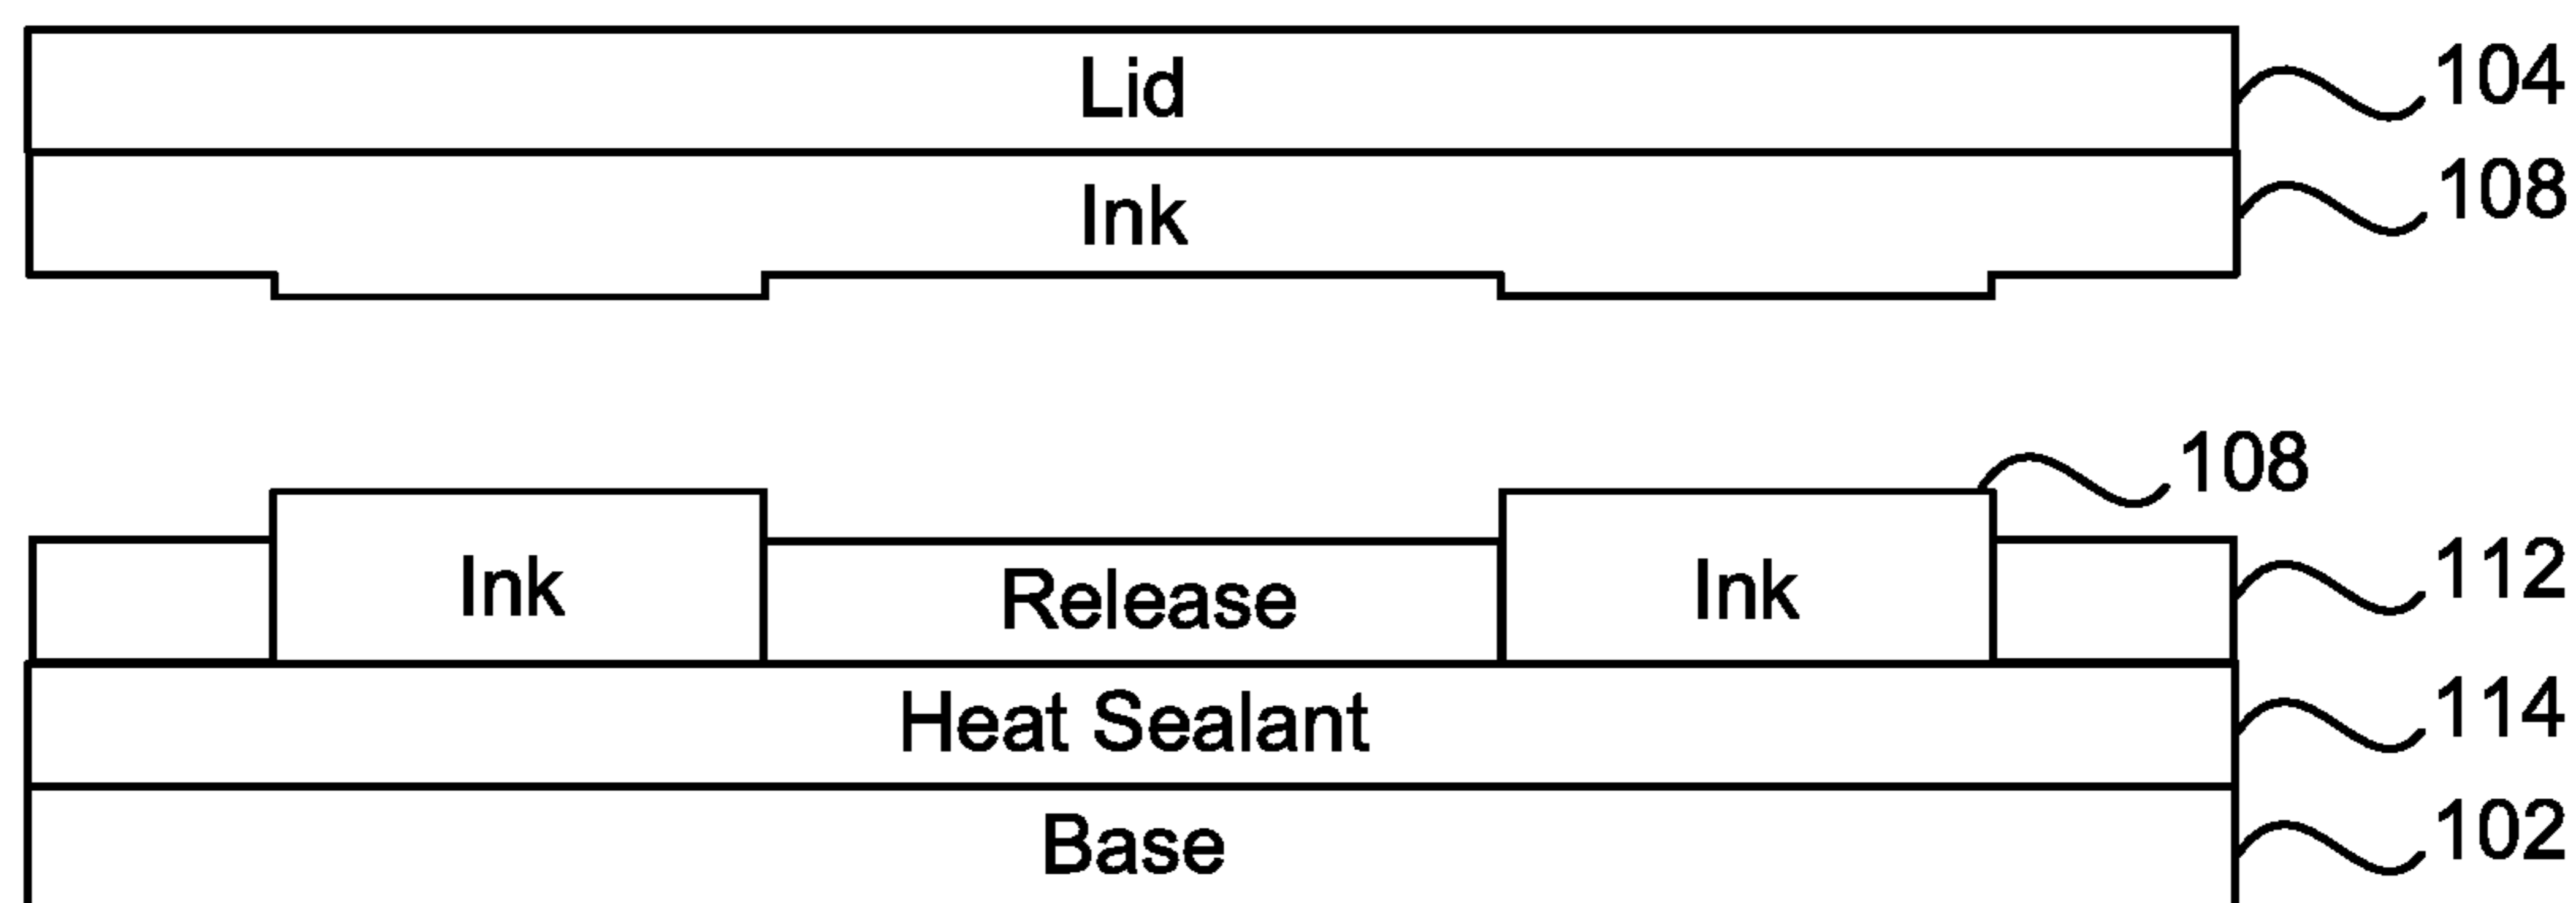 Lid 104
Ink 108
108
Ink Release Ink 112
Heat Sealant 114
Base 102